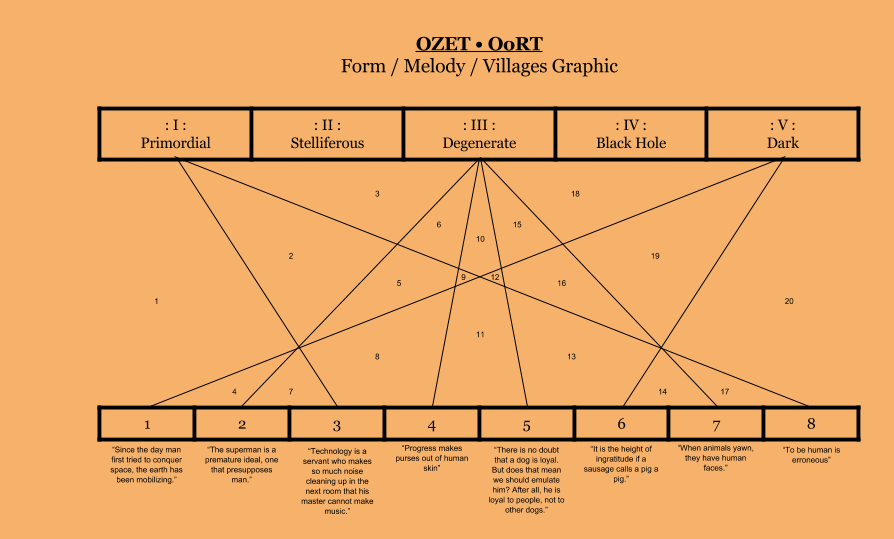 OZET • OoRT
Form / Melody / Villages Graphic
: I :
Primordial
: II :
Stelliferous
: III :
Degenerate
: IV :
Black Hole
: V :
Dark
3
18
6
15
10
2
19
9
12
5
16
1
20
11
8
13
4
7
14
17
1
2
3
4
5
6
7
8
“Since the day man
first tried to conquer
space, the earth has
been mobilizing.”
“The superman is a
premature ideal, one
that presupposes
man.”
“Technology is a
servant who makes
so much noise
cleaning up in the
next room that his
master cannot make
music.”
“Progress makes
purses out of human
skin”
“There is no doubt
that a dog is loyal.
But does that mean
we should emulate
him? After all, he is
loyal to people, not to
other dogs.”
“It is the height of
ingratitude if a
sausage calls a pig a
pig.”
“When animals yawn,
they have human
faces.”
“To be human is
erroneous”